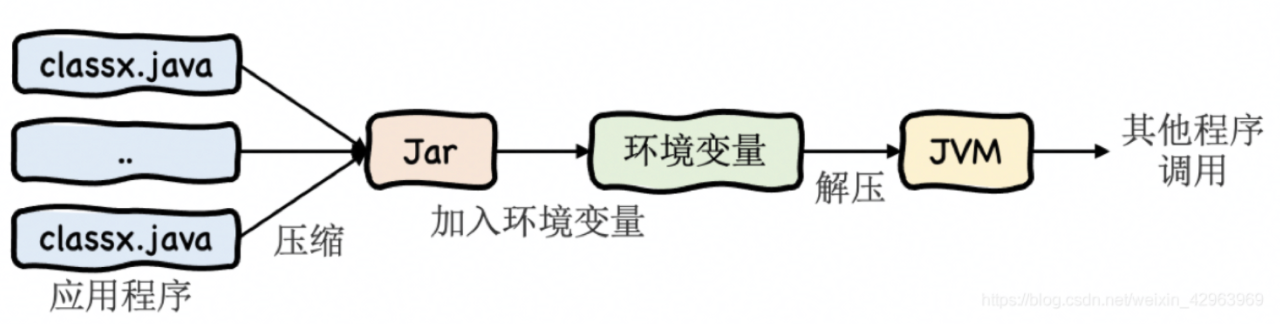 classx.java
..
classx.java
应用程序
压缩
Jar
加入环境变量
环境变量
解压
JVM
其他程序
调用
https://blog.csdn.net/weixin_42963969